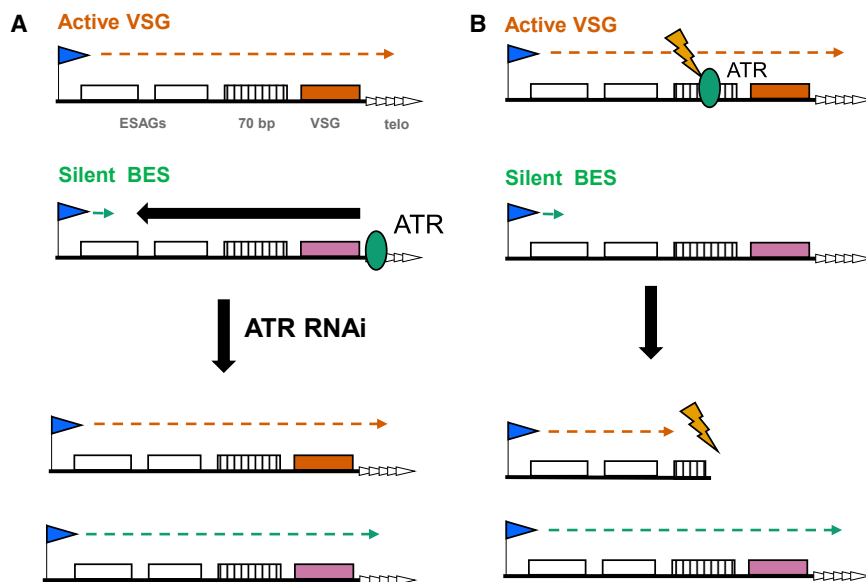 A
Active VSG
ESAGs 70 bp VSG telo
Silent BES
ATR
ATR RNAi
B
Active VSG
ATR
Silent BES